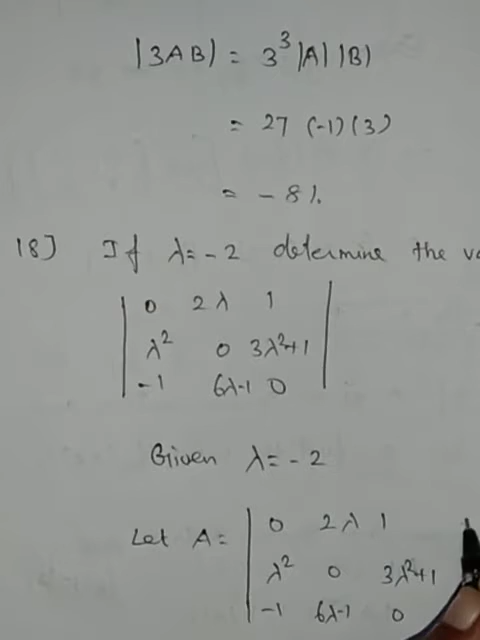 |3AB| = 3³ |A| |B|
= 27 (-1) (3)
= - 81.
18] If λ = - 2 determine the
0 2λ 1
λ² 0 3λ²+1
-1 6λ-1 0
Given λ = - 2
Let A =
0 2λ 1
λ² 0 3λ²+1
-1 6λ-1 0